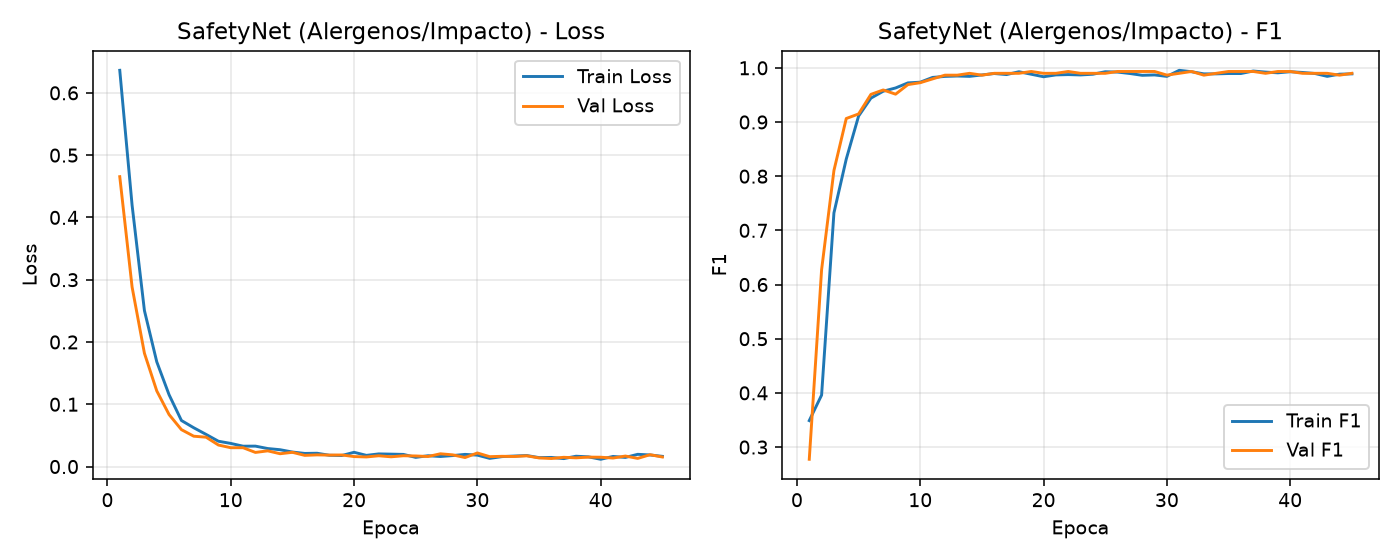 SafetyNet (Alergenos/Impacto) - Loss
Train Loss
Val Loss
0.6
0.5
0.4
0.3
0.2
0.1
0.0
Loss
0
10
20
30
40
Epoca
SafetyNet (Alergenos/Impacto) - F1
1.0
0.9
0.8
0.7
0.6
0.5
0.4
0.3
F1
Train F1
Val F1
0
10
20
30
40
Epoca